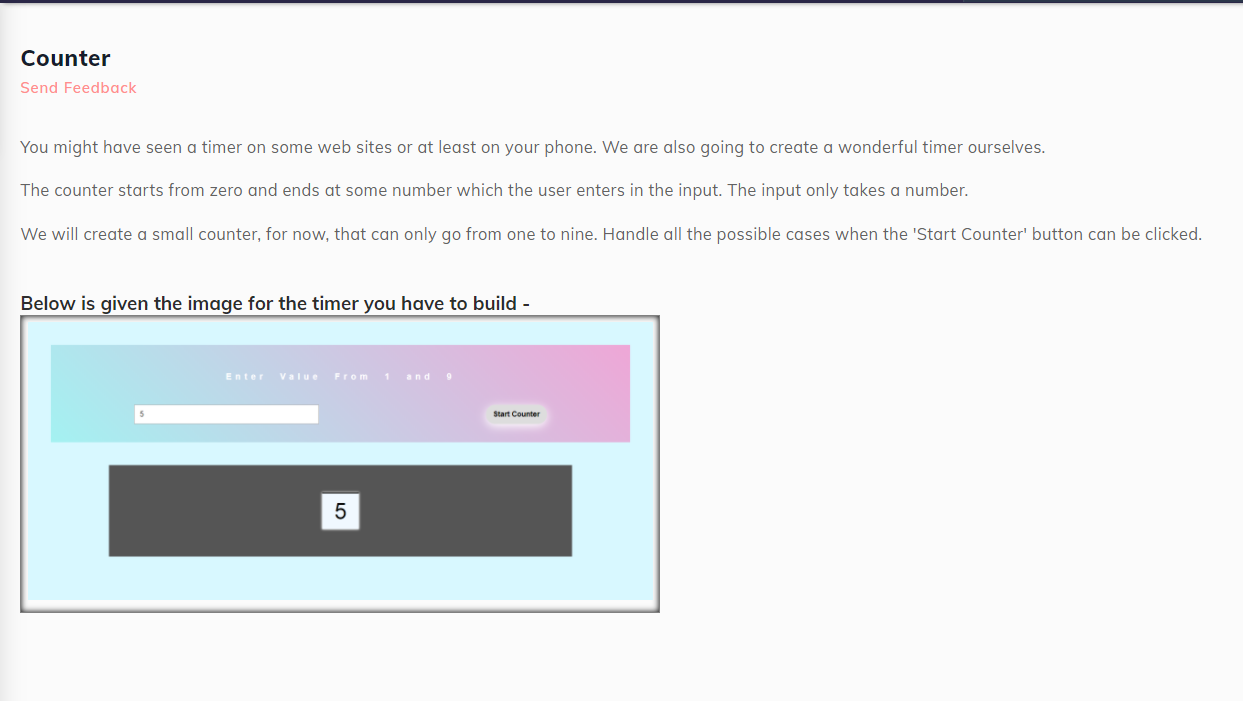 Counter
Send Feedback
You might have seen a timer on some web sites or at least on your phone. We are also going to create a wonderful timer ourselves.
The counter starts from zero and ends at some number which the user enters in the input. The input only takes a number.
We will create a small counter, for now, that can only go from one to nine. Handle all the possible cases when the 'Start Counter' button can be clicked.
Below is given the image for the timer you have to build -
Enter Value From 1 and 9
5 Start Counter
5